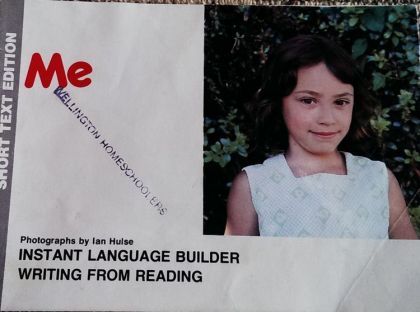 SHORT TEXT EDITION
Me
WELLINGTON HOMESCHOOLERS
Photographs by Ian Hulse
INSTANT LANGUAGE BUILDER
WRITING FROM READING